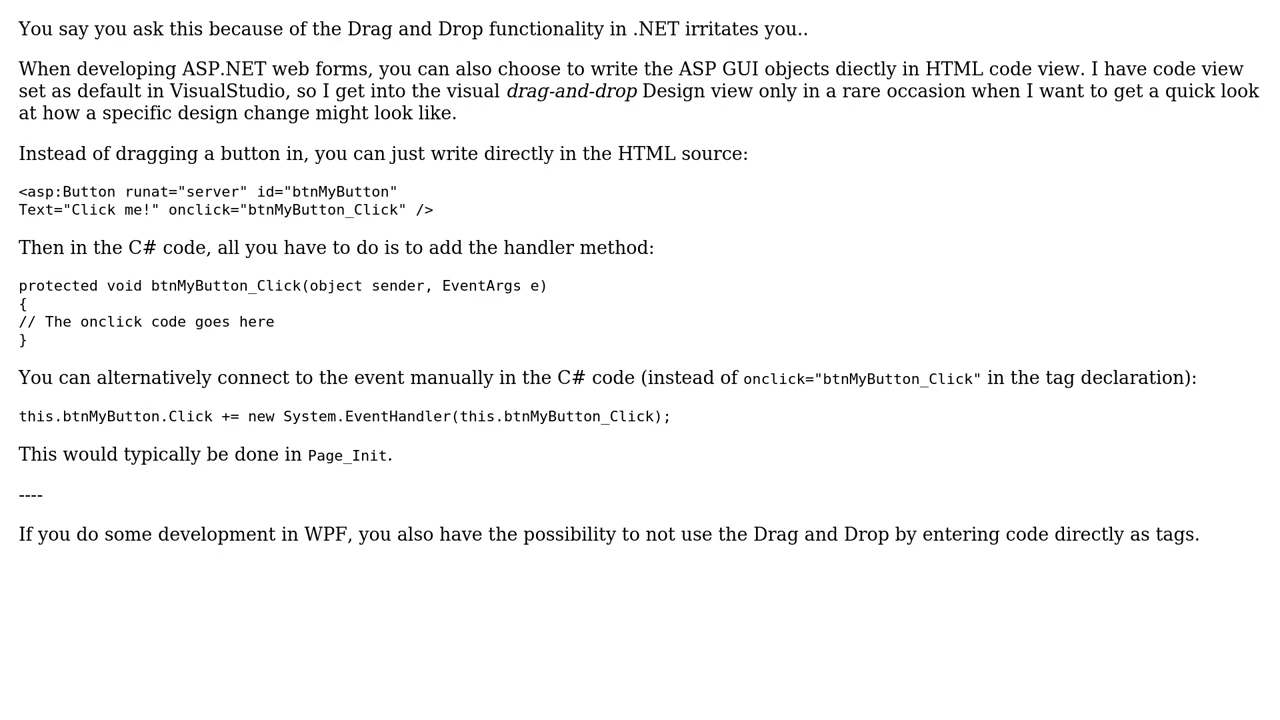 You say you ask this because of the Drag and Drop functionality in .NET irritates you..
When developing ASP.NET web forms, you can also choose to write the ASP GUI objects diectly in HTML code view. I have code view
set as default in VisualStudio, so I get into the visual drag-and-drop Design view only in a rare occasion when I want to get a quick look
at how a specific design change might look like.
Instead of dragging a button in, you can just write directly in the HTML source:
<asp:Button runat="server" id="btnMyButton"
Text="Click me!" onclick="btnMyButton_Click" />
Then in the C# code, all you have to do is to add the handler method:
protected void btnMyButton_Click(object sender, EventArgs e)
{
// The onclick code goes here
}
You can alternatively connect to the event manually in the C# code (instead of onclick="btnMyButton_Click" in the tag declaration):
this.btnMyButton.Click += new System.EventHandler(this.btnMyButton_Click);
This would typically be done in Page_Init.
----
If you do some development in WPF, you also have the possibility to not use the Drag and Drop by entering code directly as tags.